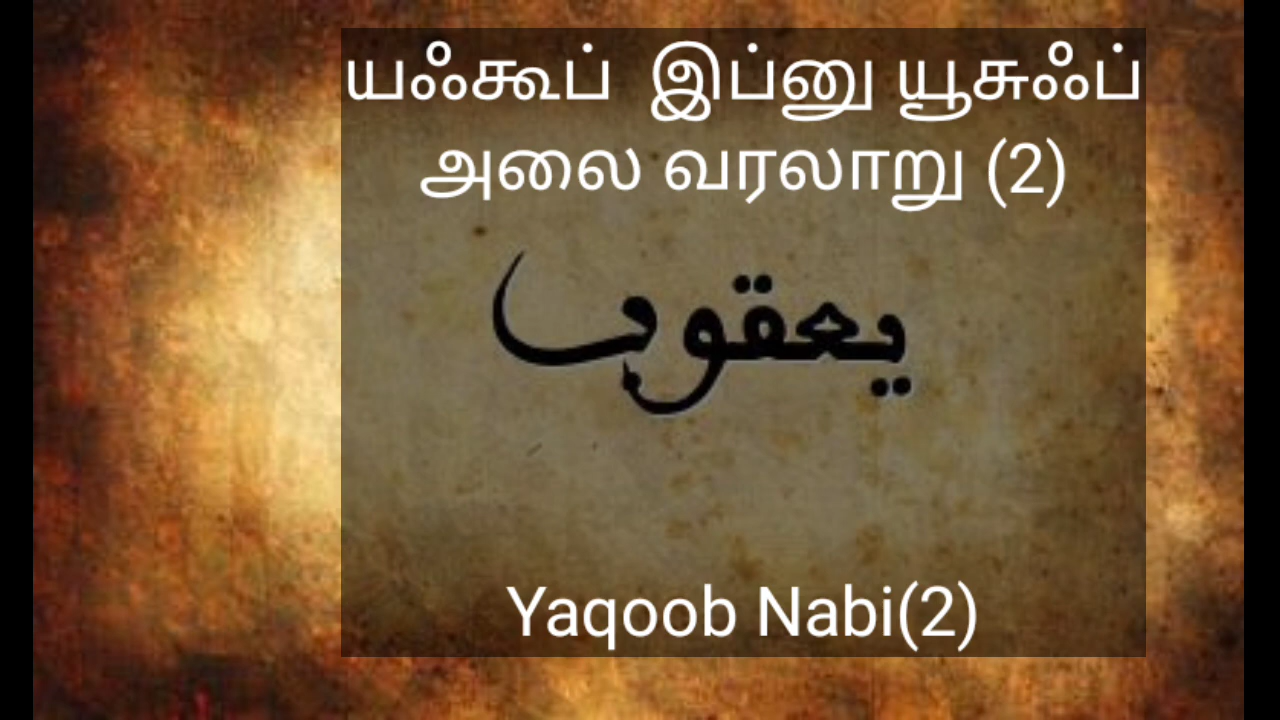 யஃகூப் இப்னு யூசுஃப்
அலை வரலாறு (2)
يعقوب
Yaqoob Nabi(2)